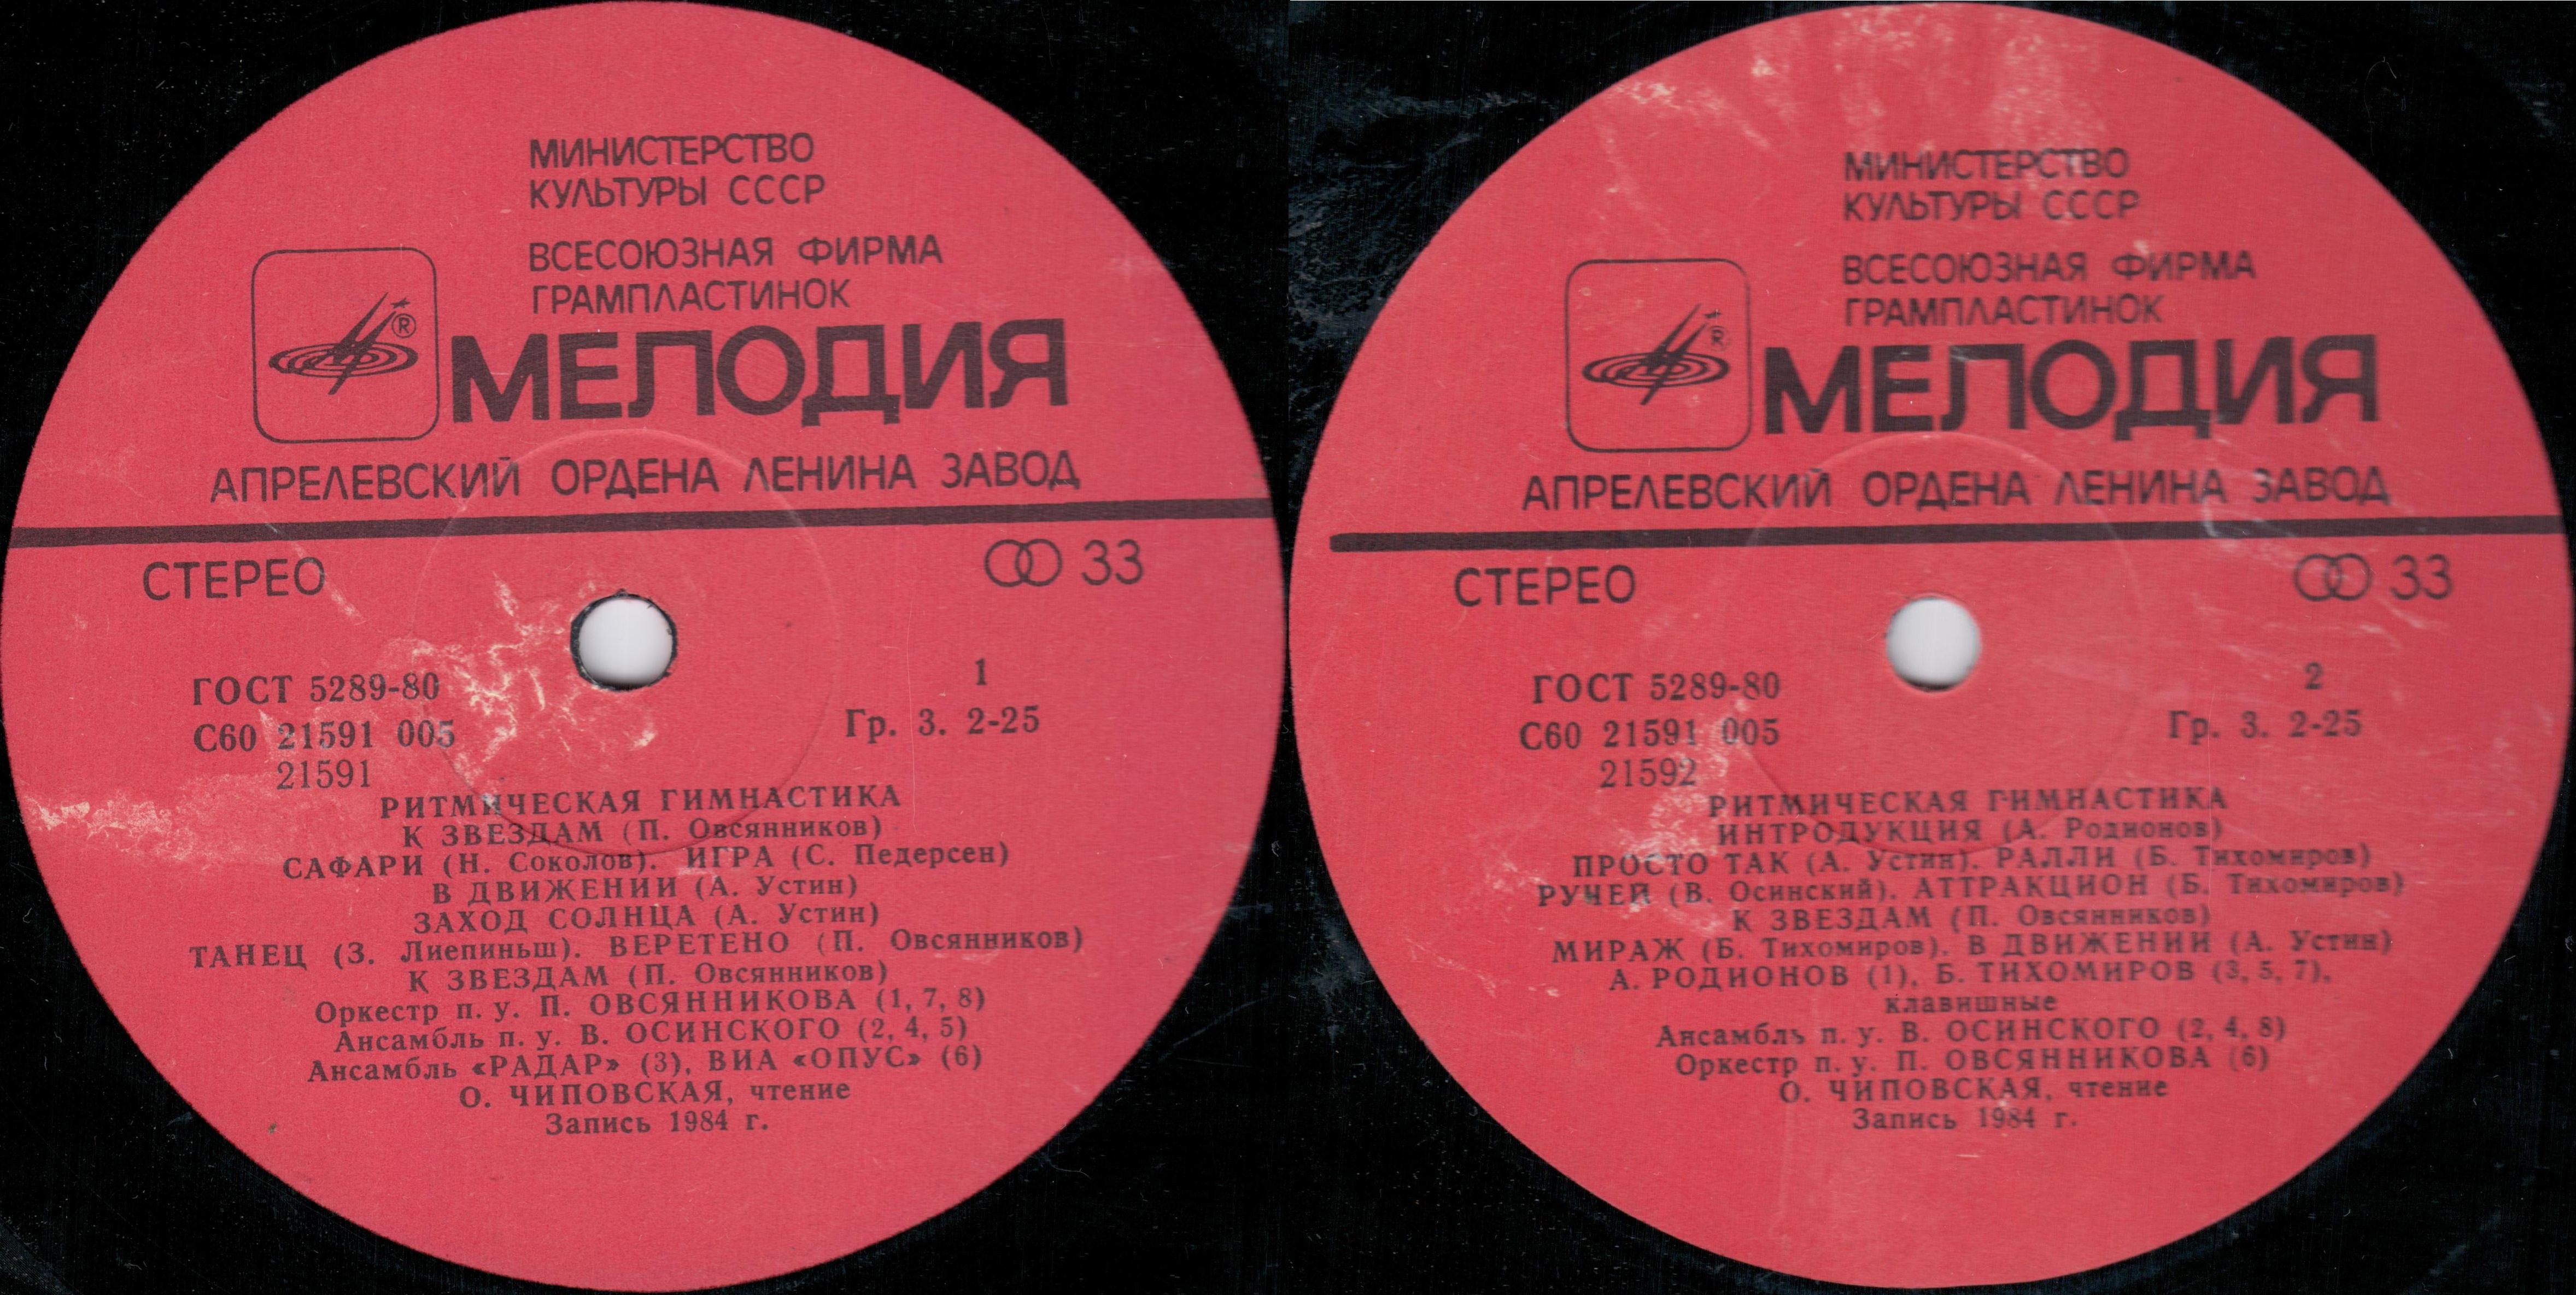 МИНИСТЕРСТВО
КУЛЬТУРЫ СССР
ВСЕСОЮЗНАЯ ФИРМА
ГРАМПЛАСТИНОК
®
МЕЛОДИЯ
АПРЕЛЕВСКИЙ ОРДЕНА ЛЕНИНА ЗАВОД
СТЕРЕО
33
ГОСТ 5289-80
1
С60 21591 005
Гр. 3. 2-25
21591
РИТМИЧЕСКАЯ ГИМНАСТИКА
К ЗВЕЗДАМ (П. Овсянников)
САФАРИ (Н. Соколов). ИГРА (С. Педерсен)
В ДВИЖЕНИИ (А. Устин)
ЗАХОД СОЛНЦА (А. Устин)
ТАНЕЦ (З. Лиепиньш). ВЕРЕТЕНО (П. Овсянников)
К ЗВЕЗДАМ (П. Овсянников)
Оркестр п. у. П. ОВСЯННИКОВА (1, 7, 8)
Ансамбль п. у. В. ОСИНСКОГО (2, 4, 5)
Ансамбль «РАДАР» (3), ВИА «ОПУС» (6)
О. ЧИПОВСКАЯ, чтение
Запись 1984 г.
МИНИСТЕРСТВО
КУЛЬТУРЫ СССР
ВСЕСОЮЗНАЯ ФИРМА
ГРАМПЛАСТИНОК
®
МЕЛОДИЯ
АПРЕЛЕВСКИЙ ОРДЕНА ЛЕНИНА ЗАВОД
СТЕРЕО
33
ГОСТ 5289-80
2
С60 21591 005
Гр. 3. 2-25
21592
РИТМИЧЕСКАЯ ГИМНАСТИКА
ИНТРОДУКЦИЯ (А. Родионов)
ПРОСТО ТАК (А. Устин). РАЛЛИ (Б. Тихомиров)
РУЧЕЙ (В. Осинский). АТТРАКЦИОН (Б. Тихомиров)
К ЗВЕЗДАМ (П. Овсянников)
МИРАЖ (Б. Тихомиров). В ДВИЖЕНИИ (А. Устин)
А. РОДИОНОВ (1), Б. ТИХОМИРОВ (3, 5, 7),
клавишные
Ансамбль п. у. В. ОСИНСКОГО (2, 4, 8)
Оркестр п. у. П. ОВСЯННИКОВА (6)
О. ЧИПОВСКАЯ, чтение
Запись 1984 г.